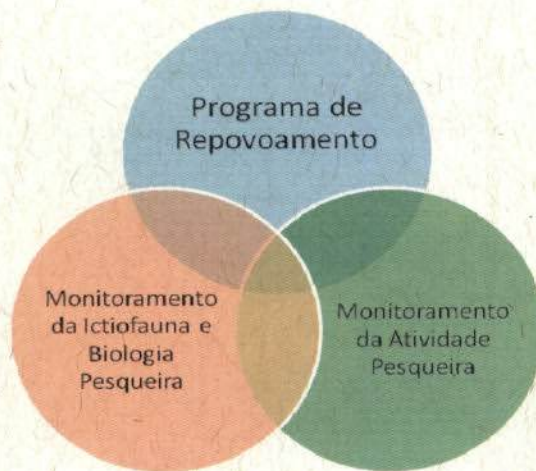 Programa de
Repovoamento
Monitoramento
da Ictiofauna e
Biologia
Pesqueira
Monitoramento
da Atividade
Pesqueira